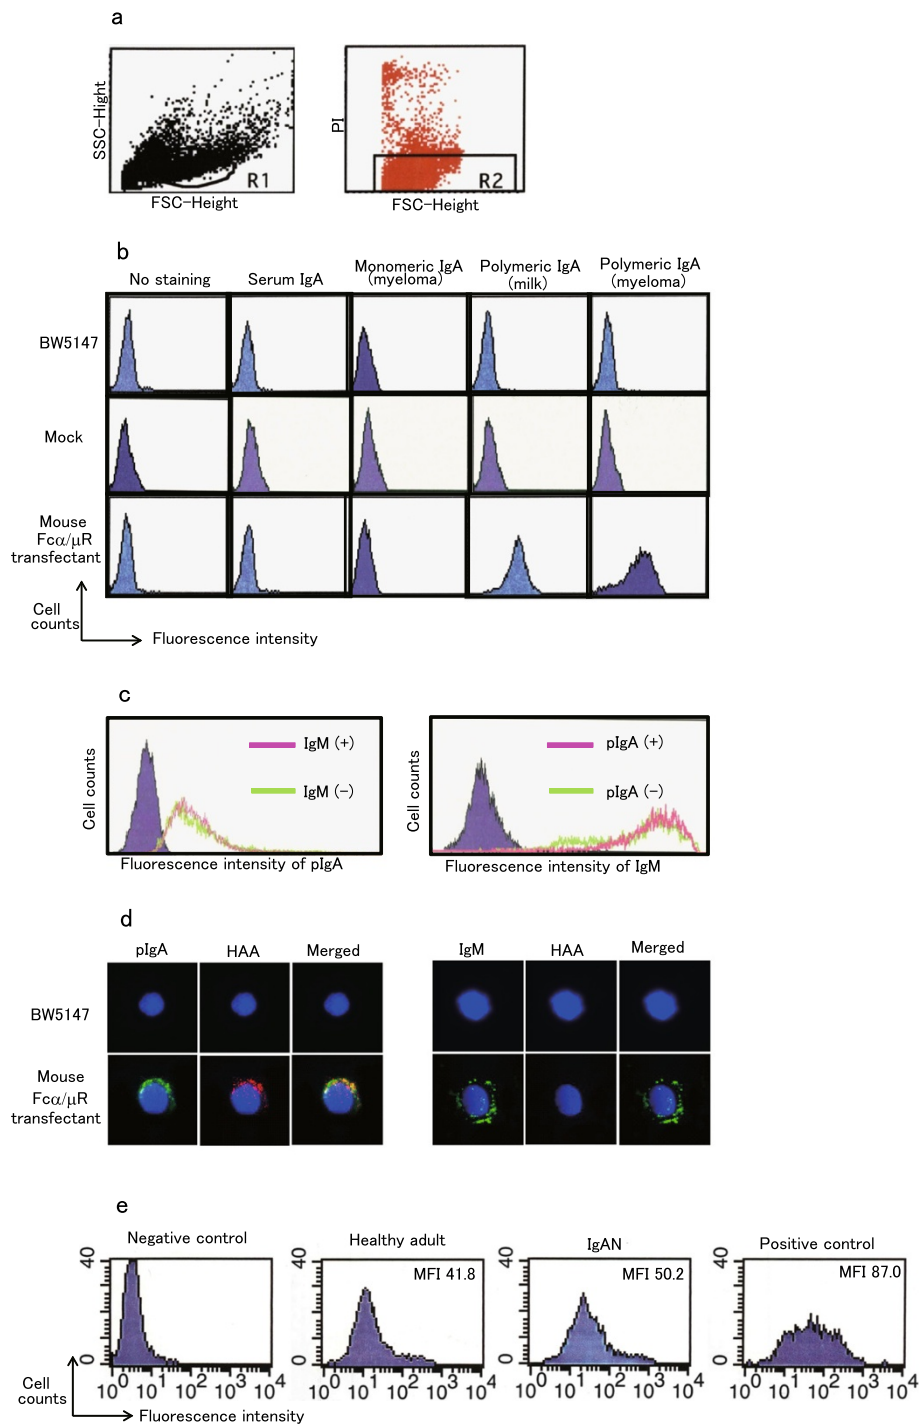 a
SSC-Hight
R1
FSC-Height
PI
R2
FSC-Height
b
No staining
Serum IgA
Monomeric IgA
(myeloma)
Polymeric IgA
(milk)
Polymeric IgA
(myeloma)
BW5147
Mock
Mouse
Fcα/μR
transfectant
Cell
counts
Fluorescence intensity
c
Cell counts
IgM (+)
IgM (-)
Fluorescence intensity of pIgA
Cell counts
pIgA (+)
pIgA (-)
Fluorescence intensity of IgM
d
pIgA
HAA
Merged
IgM
HAA
Merged
BW5147
Mouse
Fcα/μR
transfectant
e
Negative control
40
0
10⁰ 10¹ 10² 10³ 10⁴
Healthy adult
MFI 41.8
40
0
10⁰ 10¹ 10² 10³ 10⁴
IgAN
MFI 50.2
40
0
10⁰ 10¹ 10² 10³ 10⁴
Positive control
MFI 87.0
40
0
10⁰ 10¹ 10² 10³ 10⁴
Cell
counts
Fluorescence intensity